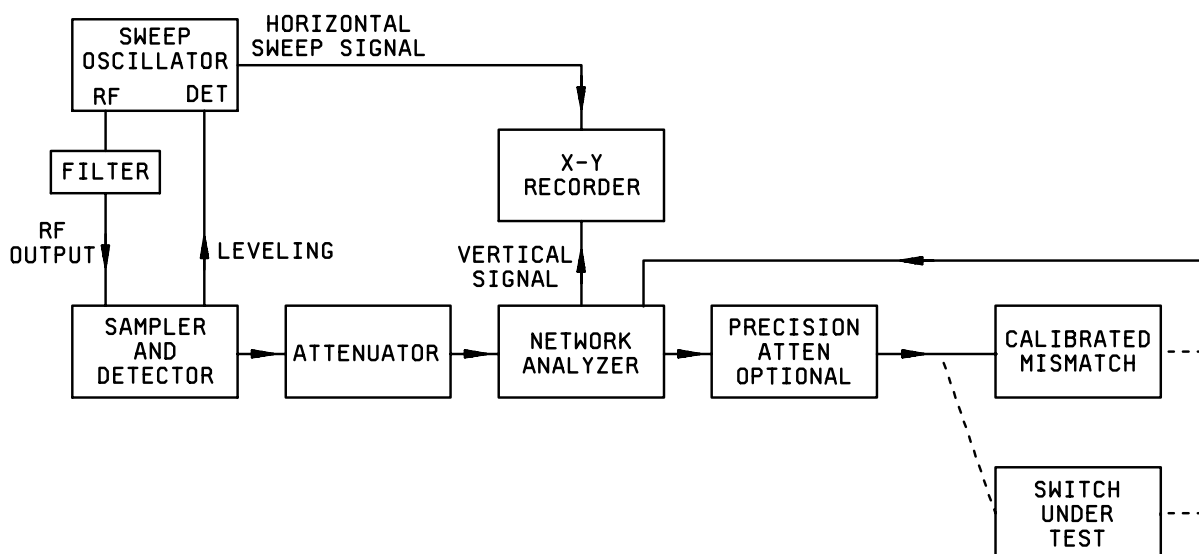 HORIZONTAL
SWEEP SIGNAL
SWEEP
OSCILLATOR
RF DET
FILTER
X-Y
RECORDER
RF
OUTPUT
LEVELING
VERTICAL
SIGNAL
SAMPLER
AND
DETECTOR
ATTENUATOR
NETWORK
ANALYZER
PRECISION
ATTEN
OPTIONAL
CALIBRATED
MISMATCH
SWITCH
UNDER
TEST